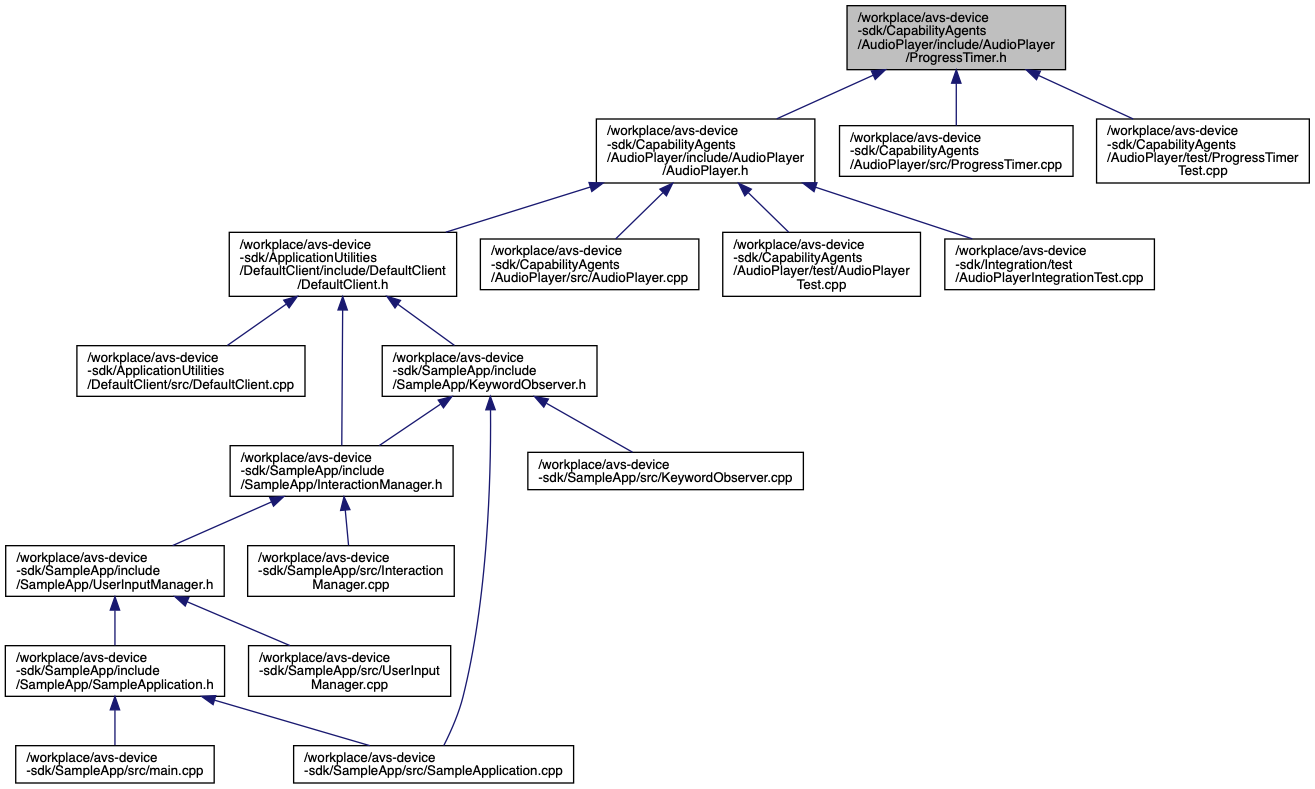 /workplace/avs-device
-sdk/CapabilityAgents
/AudioPlayer/include/AudioPlayer
/ProgressTimer.h
/workplace/avs-device
-sdk/CapabilityAgents
/AudioPlayer/include/AudioPlayer
/AudioPlayer.h
/workplace/avs-device
-sdk/CapabilityAgents
/AudioPlayer/src/ProgressTimer.cpp
/workplace/avs-device
-sdk/CapabilityAgents
/AudioPlayer/test/ProgressTimer
Test.cpp
/workplace/avs-device
-sdk/ApplicationUtilities
/DefaultClient/include/DefaultClient
/DefaultClient.h
/workplace/avs-device
-sdk/CapabilityAgents
/AudioPlayer/src/AudioPlayer.cpp
/workplace/avs-device
-sdk/CapabilityAgents
/AudioPlayer/test/AudioPlayer
Test.cpp
/workplace/avs-device
-sdk/Integration/test
/AudioPlayerIntegrationTest.cpp
/workplace/avs-device
-sdk/ApplicationUtilities
/DefaultClient/src/DefaultClient.cpp
/workplace/avs-device
-sdk/SampleApp/include
/SampleApp/KeywordObserver.h
/workplace/avs-device
-sdk/SampleApp/include
/SampleApp/InteractionManager.h
/workplace/avs-device
-sdk/SampleApp/src/KeywordObserver.cpp
/workplace/avs-device
-sdk/SampleApp/include
/SampleApp/UserInputManager.h
/workplace/avs-device
-sdk/SampleApp/src/Interaction
Manager.cpp
/workplace/avs-device
-sdk/SampleApp/include
/SampleApp/SampleApplication.h
/workplace/avs-device
-sdk/SampleApp/src/UserInput
Manager.cpp
/workplace/avs-device
-sdk/SampleApp/src/main.cpp
/workplace/avs-device
-sdk/SampleApp/src/SampleApplication.cpp